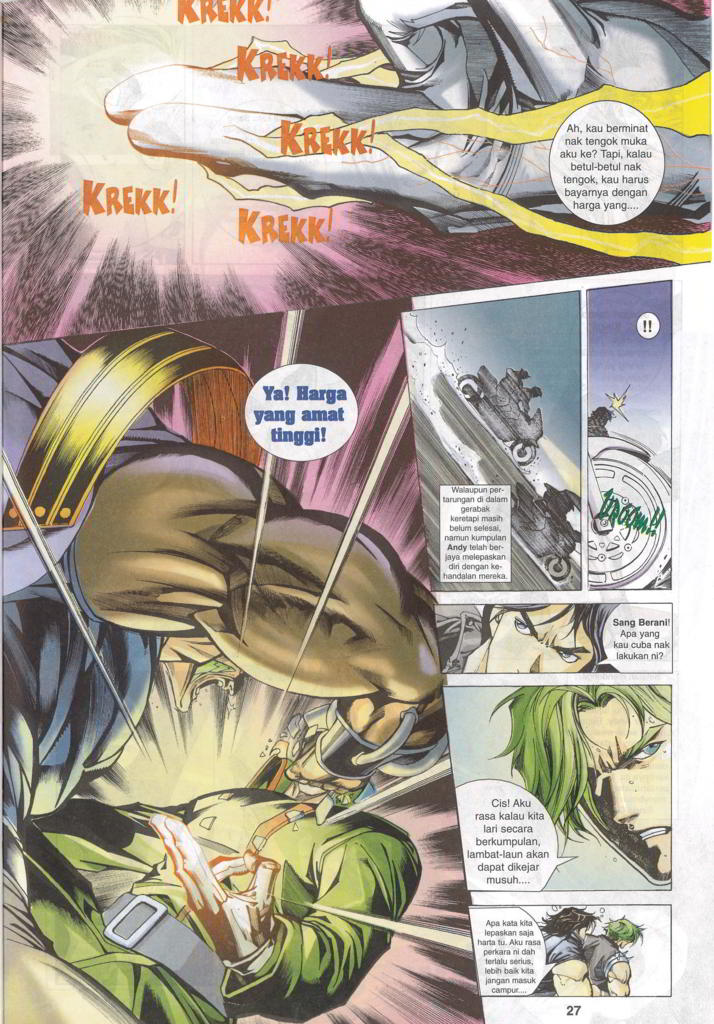 KREKK!
KREKK!
KREKK!
KREKK!
KREKK!
Ah, kau berminat
nak tengok muka
aku ke? Tapi, kalau
betul-betul nak
tengok, kau harus
bayarnya dengan
harga yang....
Ya! Harga
yang amat
tinggi!
!!
Walaupun per-
tarungan di dalam
gerabak
keretapi masih
belum selesai,
namun kumpulan
Andy telah ber-
jaya melepaskan
diri dengan ke-
handalan mereka.
Sang Berani!
Apa yang
kau cuba nak
lakukan ni?
Cis! Aku
rasa kalau kita
lari secara
berkumpulan,
lambat-laun akan
dapat dikejar
musuh....
Apa kata kita
lepaskan saja
harta tu. Aku rasa
perkara ni dah
terlalu serius,
lebih baik kita
jangan masuk
campur....
27